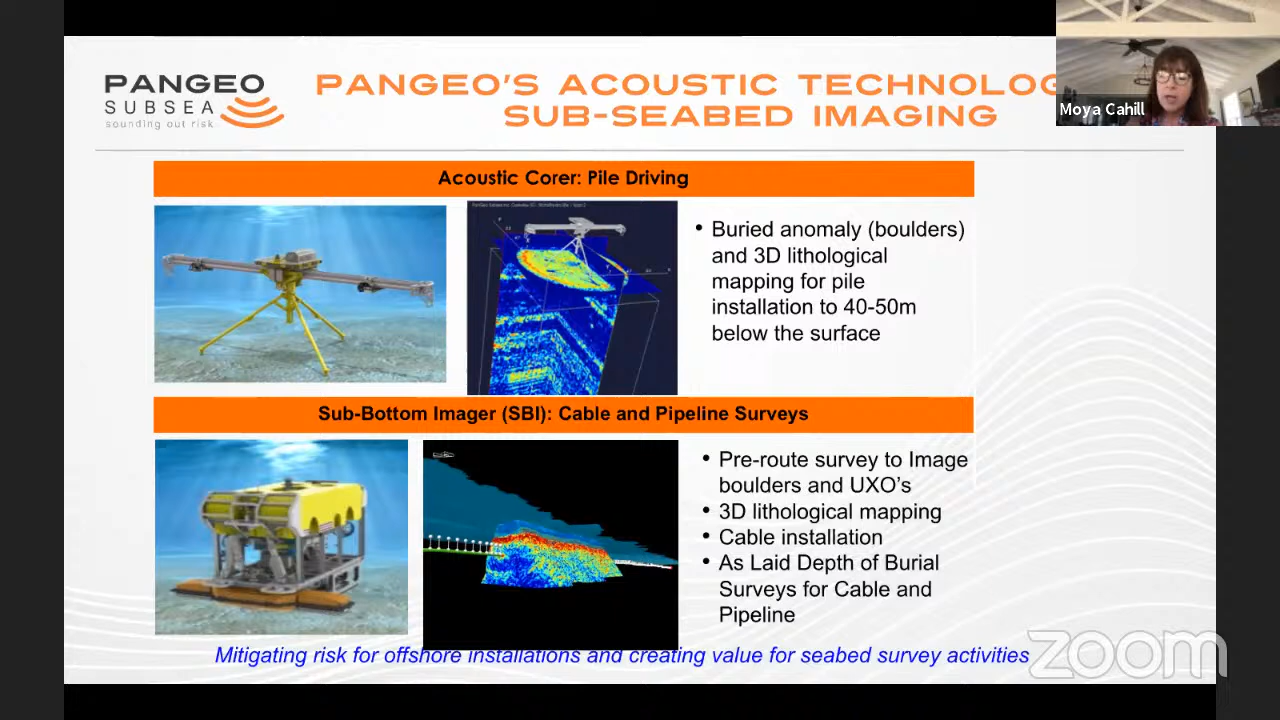 PANGEO
SUBSEA
sounding out risk
PANGEO'S ACOUSTIC TECHNOLOG
SUB-SEABED IMAGING
Moya Cahill
Acoustic Corer: Pile Driving
• Buried anomaly (boulders)
and 3D lithological
mapping for pile
installation to 40-50m
below the surface
Sub-Bottom Imager (SBI): Cable and Pipeline Surveys
• Pre-route survey to Image
boulders and UXO's
• 3D lithological mapping
• Cable installation
• As Laid Depth of Burial
Surveys for Cable and
Pipeline
Mitigating risk for offshore installations and creating value for seabed survey activities
zoom